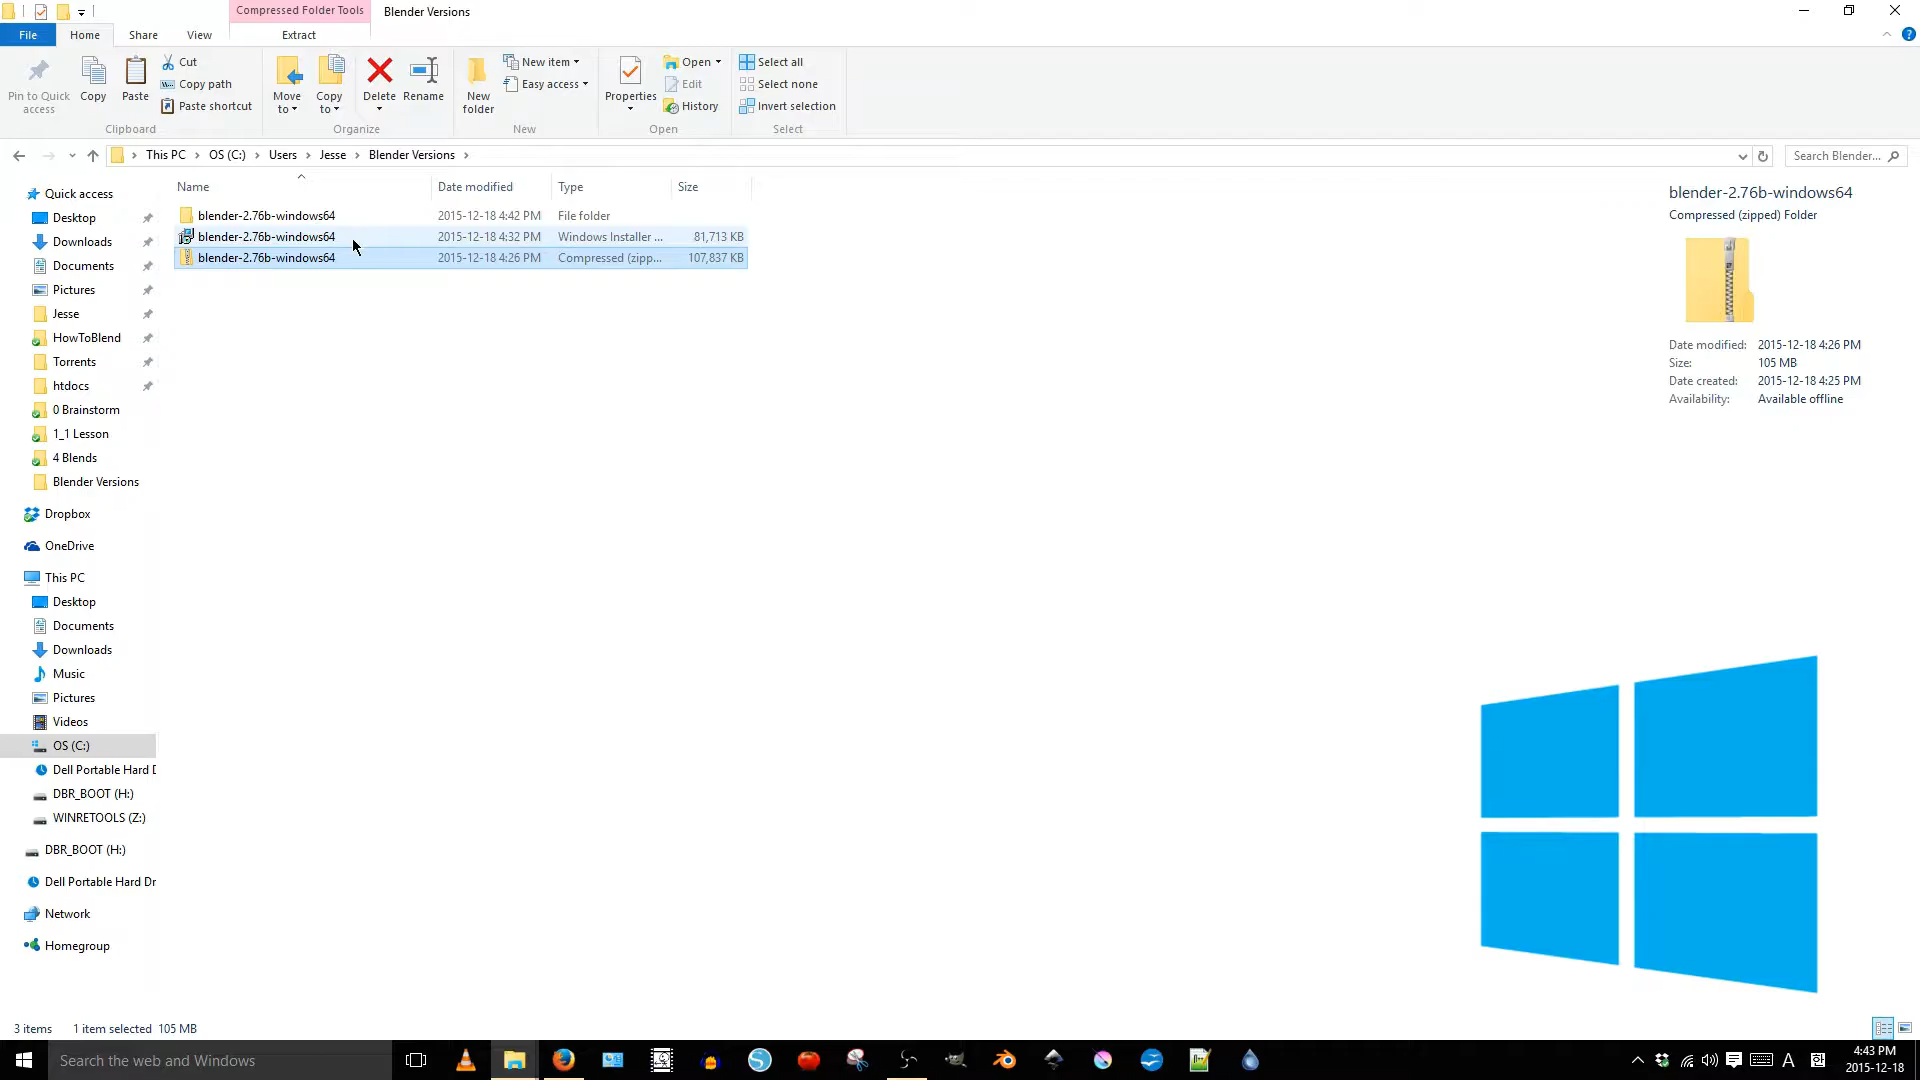 Compressed Folder Tools Blender Versions
File Home Share View Extract
Pin to Quick access
Copy
Paste
Cut
Copy path
Paste shortcut
Clipboard
Move to
Copy to
Delete
Rename
Organize
New folder
New item
Easy access
New
Properties
Open
Edit
History
Open
Select all
Select none
Invert selection
Select
This PC › OS (C:) › Users › Jesse › Blender Versions ›
Search Blender...
Name Date modified Type Size
blender-2.76b-windows64 2015-12-18 4:42 PM File folder
blender-2.76b-windows64 2015-12-18 4:32 PM Windows Installer ... 81,713 KB
blender-2.76b-windows64 2015-12-18 4:26 PM Compressed (zipp... 107,837 KB
Quick access
Desktop
Downloads
Documents
Pictures
Jesse
HowToBlend
Torrents
htdocs
0 Brainstorm
1_1 Lesson
4 Blends
Blender Versions
Dropbox
OneDrive
This PC
Desktop
Documents
Downloads
Music
Pictures
Videos
OS (C:)
Dell Portable Hard D
DBR_BOOT (H:)
WINRETOOLS (Z:)
DBR_BOOT (H:)
Dell Portable Hard Dr
Network
Homegroup
blender-2.76b-windows64
Compressed (zipped) Folder
Date modified: 2015-12-18 4:26 PM
Size: 105 MB
Date created: 2015-12-18 4:25 PM
Availability: Available offline
3 items 1 item selected 105 MB
Search the web and Windows
A
4:43 PM
2015-12-18